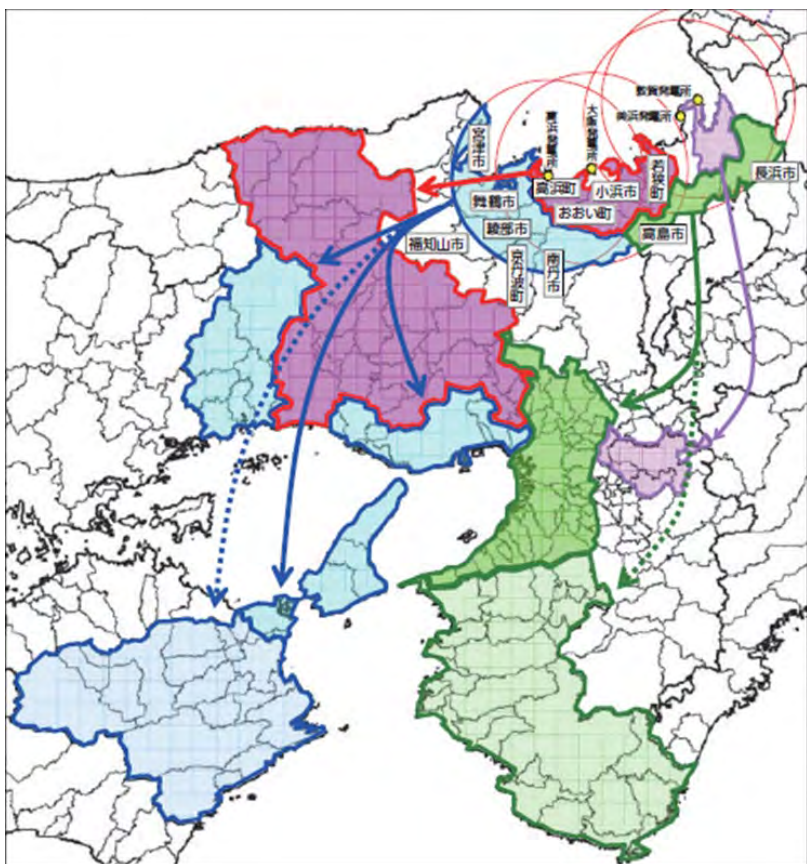 敦賀発電所
美浜発電所
大飯発電所
高浜発電所
宮津市
長浜市
若狭町
高浜町
小浜市
おおい町
舞鶴市
綾部市
高島市
福知山市
京丹波町
南丹市